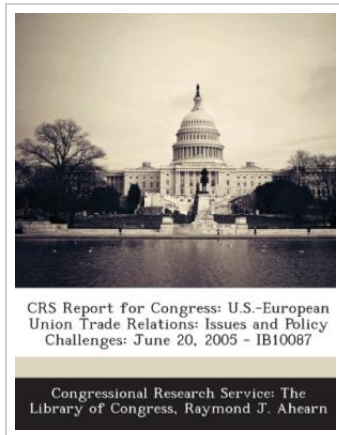 CRS Report for Congress: U.S.-European
Union Trade Relations: Issues and Policy
Challenges: June 20, 2005 - IB10087
Congressional Research Service: The
Library of Congress, Raymond J. Ahearn